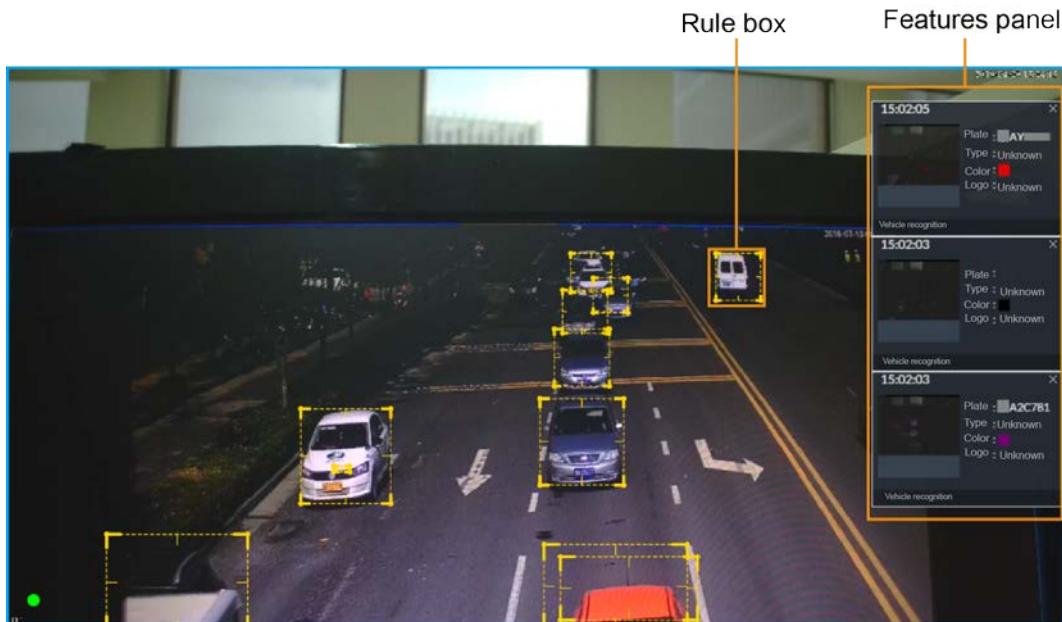 Rule box
Features panel
15:02:05
Plate :
AY
Type : Unknown
Color :
Logo : Unknown
Vehicle recognition
15:02:03
Plate :
Type : Unknown
Color :
Logo : Unknown
Vehicle recognition
15:02:03
Plate : A2C781
Type : Unknown
Color :
Logo : Unknown
Vehicle recognition